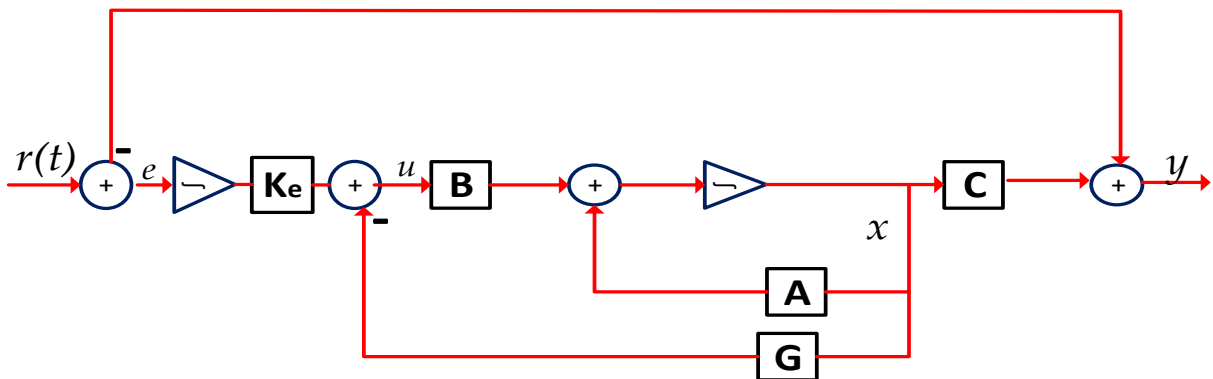 -
r(t) + e ∫ Ke + u B + ∫ C + y
-
x
A
G